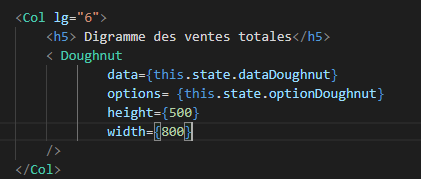 <Col lg="6">
<h5> Digramme des ventes totales</h5>
< Doughnut
data={this.state.dataDoughnut}
options= {this.state.optionDoughnut}
height={500}
width={800}
/>
</Col>